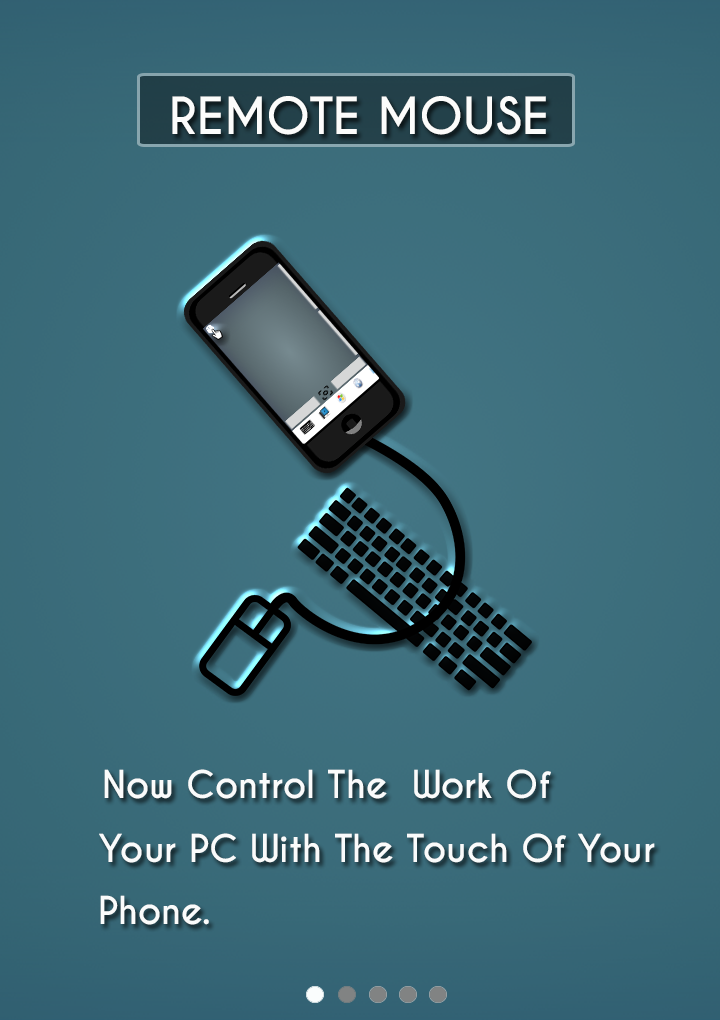 REMOTE MOUSE
Now Control The Work Of
Your PC With The Touch Of Your
Phone.